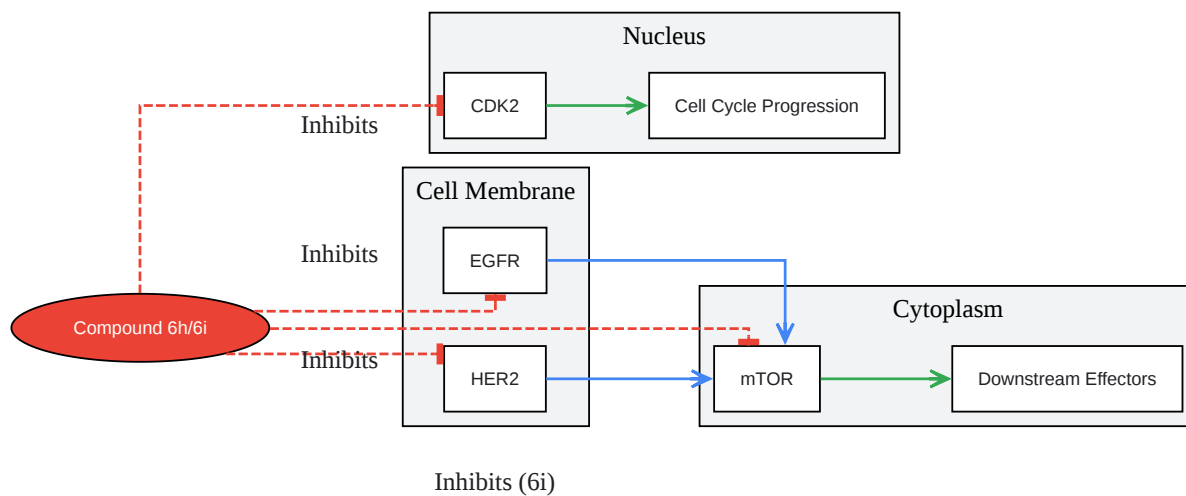 Nucleus
CDK2
Cell Cycle Progression
Inhibits
Cell Membrane
Inhibits
EGFR
Cytoplasm
Compound 6h/6i
Inhibits
HER2
mTOR
Downstream Effectors
Inhibits (6i)